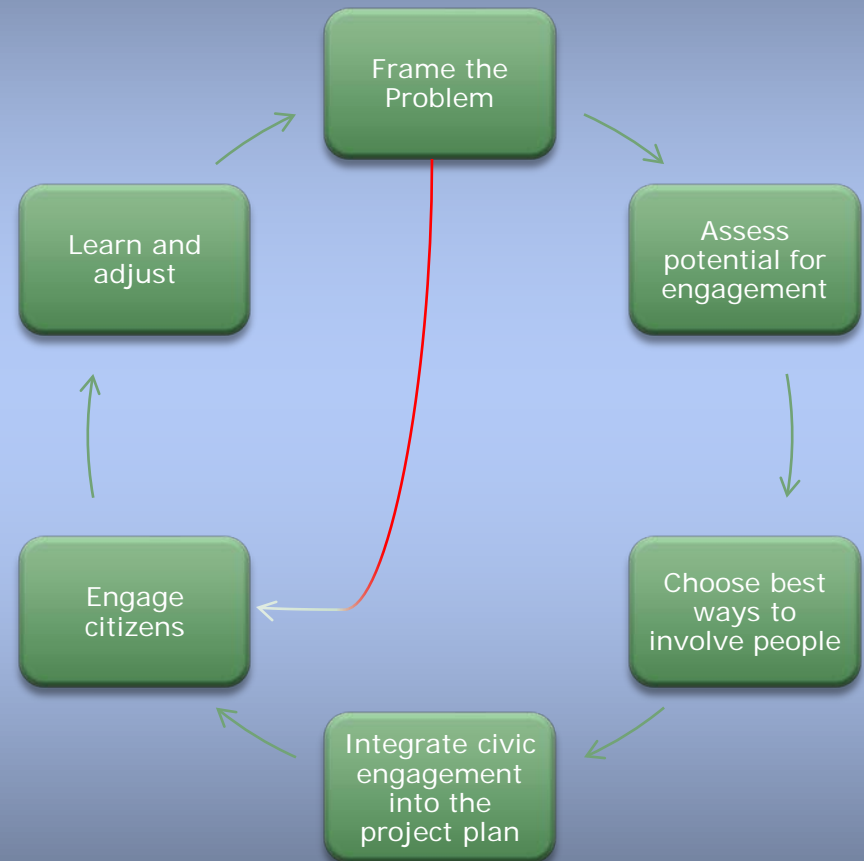 Frame the
Problem
Assess
potential for
engagement
Choose best
ways to
involve people
Integrate civic
engagement
into the
project plan
Engage
citizens
Learn and
adjust